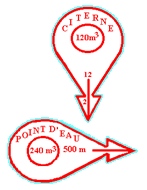 CITERNE
120m³
12
2
POINT D'EAU
240 m³ 500 m